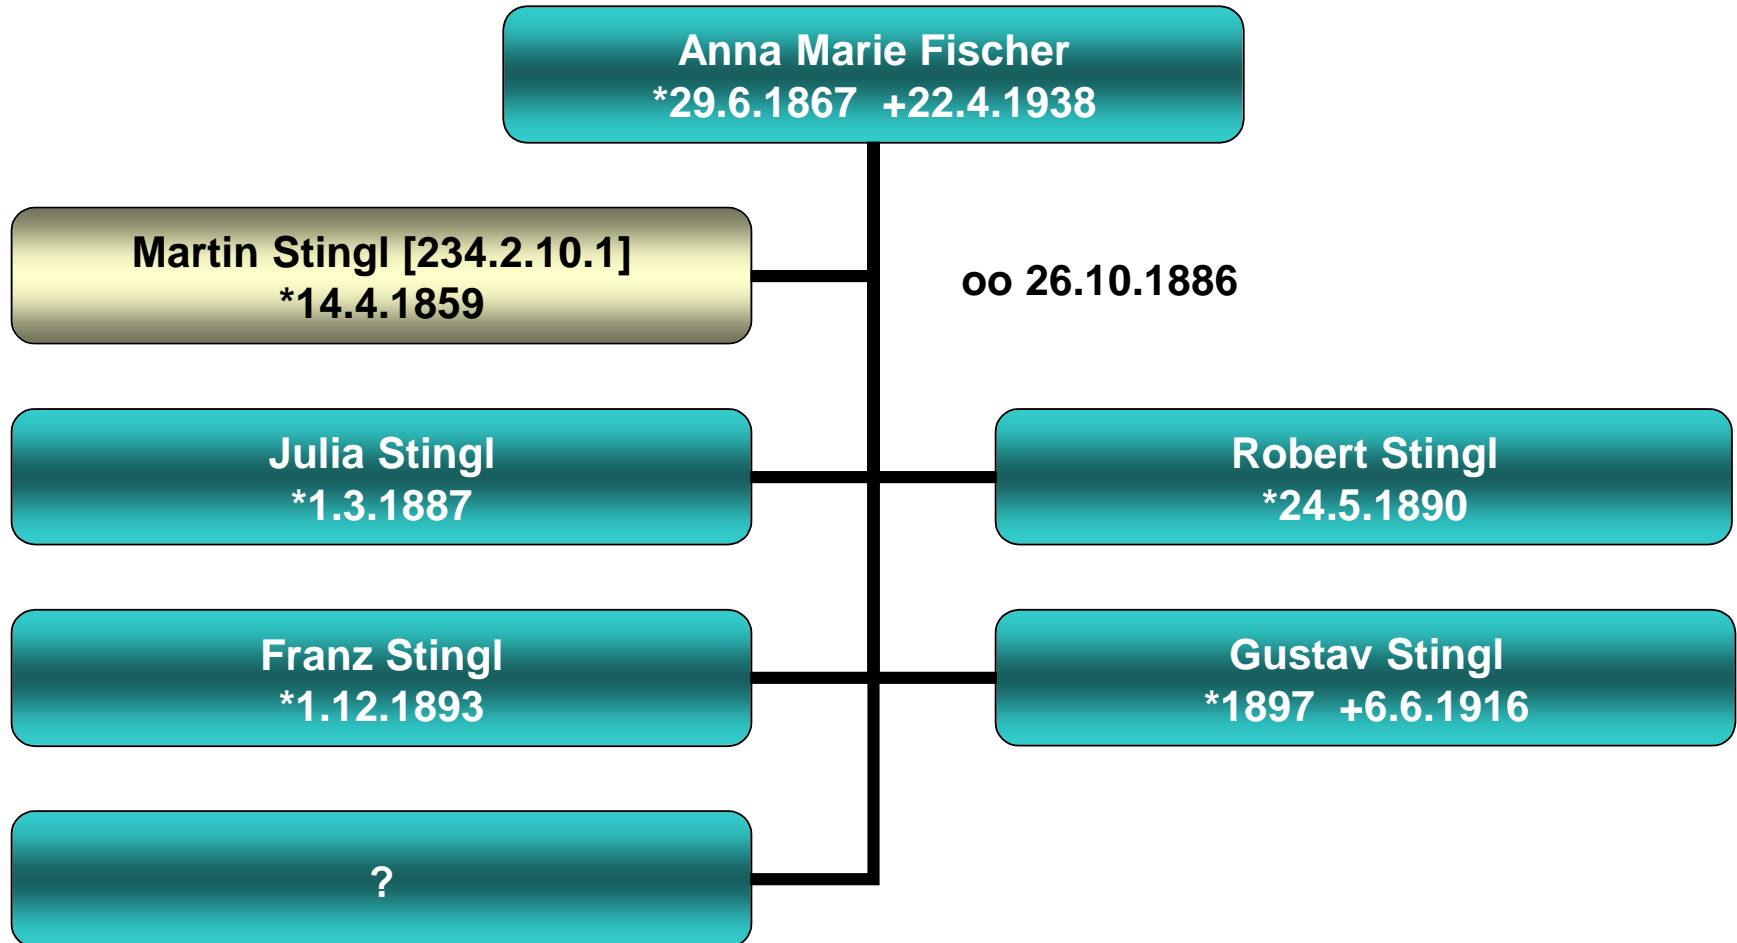 Anna Marie Fischer
*29.6.1867  +22.4.1938
Martin Stingl [234.2.10.1]
*14.4.1859
oo 26.10.1886
Julia Stingl
*1.3.1887
Robert Stingl
*24.5.1890
Franz Stingl
*1.12.1893
Gustav Stingl
*1897  +6.6.1916
?